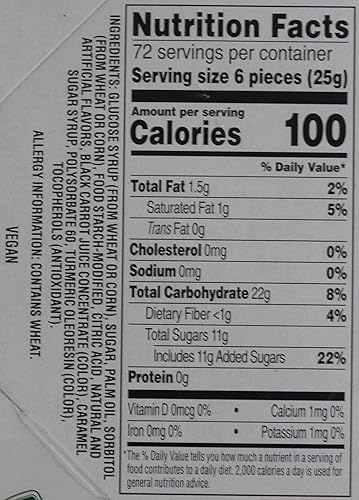 Nutrition Facts
72 servings per container
Serving size 6 pieces (25g)
Amount per serving
Calories 100
% Daily Value*
Total Fat 1.5g 2%
Saturated Fat 1g 5%
Trans Fat 0g
Cholesterol 0mg 0%
Sodium 0mg 0%
Total Carbohydrate 22g 8%
Dietary Fiber <1g 4%
Total Sugars 11g
Includes 11g Added Sugars 22%
Protein 0g
Vitamin D 0mcg 0% • Calcium 1mg 0%
Iron 0mg 0% • Potassium 1mg 0%
*The % Daily Value tells you how much a nutrient in a serving of
food contributes to a daily diet. 2,000 calories a day is used for
general nutrition advice.
INGREDIENTS: GLUCOSE SYRUP (FROM WHEAT OR CORN), SUGAR, PALM OIL, SORBITOL
(FROM WHEAT OR CORN), FOOD STARCH-MODIFIED, CITRIC ACID, NATURAL AND
ARTIFICIAL FLAVORS, BLACK CARROT JUICE CONCENTRATE (COLOR), CARAMEL
SUGAR SYRUP, POLYSORBATE 80, TURMERIC OLEORESIN (COLOR),
TOCOPHEROLS (ANTIOXIDANT).
ALLERGY INFORMATION: CONTAINS WHEAT.
VEGAN